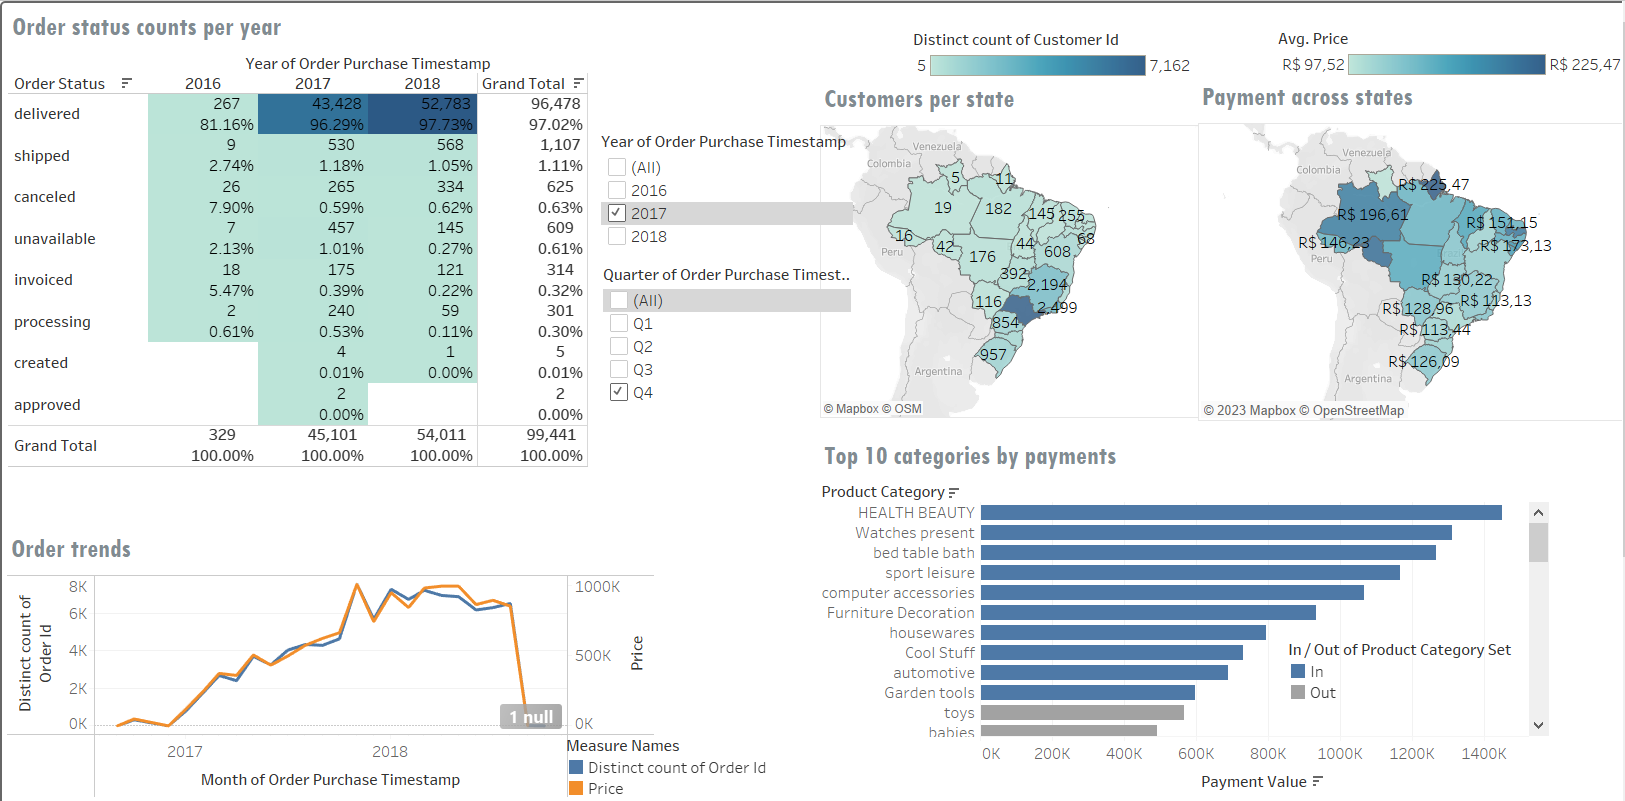 Order status counts per year
Year of Order Purchase Timestamp
Order Status 2016 2017 2018 Grand Total
delivered 267 43,428 52,783 96,478
81.16% 96.29% 97.73% 97.02%
shipped 9 530 568 1,107
2.74% 1.18% 1.05% 1.11%
canceled 26 265 334 625
7.90% 0.59% 0.62% 0.63%
unavailable 7 457 145 609
2.13% 1.01% 0.27% 0.61%
invoiced 18 175 121 314
5.47% 0.39% 0.22% 0.32%
processing 2 240 59 301
0.61% 0.53% 0.11% 0.30%
created 4 1 5
0.01% 0.00% 0.01%
approved 2 2
0.00% 0.00%
Grand Total 329 45,101 54,011 99,441
100.00% 100.00% 100.00% 100.00%
Year of Order Purchase Timestamp
(All)
2016
2017
2018
Quarter of Order Purchase Timest..
(All)
Q1
Q2
Q3
Q4
Distinct count of Customer Id
5 7,162
Customers per state
Venezuela
Colombia
5 11
19 182 145 255
16 42 176 44 608 68
Peru
392
2,194
116 2,499
854
957
Argentina
© Mapbox © OSM
Avg. Price
R$ 97,52 R$ 225,47
Payment across states
Venezuela
Colombia
R$ 225,47
R$ 196,61
R$ 151,15
R$ 146,23
R$ 173,13
Peru
R$ 130,22
R$ 113,13
R$ 128,96
R$ 113,44
R$ 126,09
Argentina
© 2023 Mapbox © OpenStreetMap
Order trends
Distinct count of
Order Id
8K
6K
4K
2K
0K
1000K
500K
0K
Price
1 null
2017 2018
Month of Order Purchase Timestamp
Measure Names
Distinct count of Order Id
Price
Top 10 categories by payments
Product Category
HEALTH BEAUTY
Watches present
bed table bath
sport leisure
computer accessories
Furniture Decoration
housewares
Cool Stuff
automotive
Garden tools
toys
babies
In / Out of Product Category Set
In
Out
0K 200K 400K 600K 800K 1000K 1200K 1400K
Payment Value